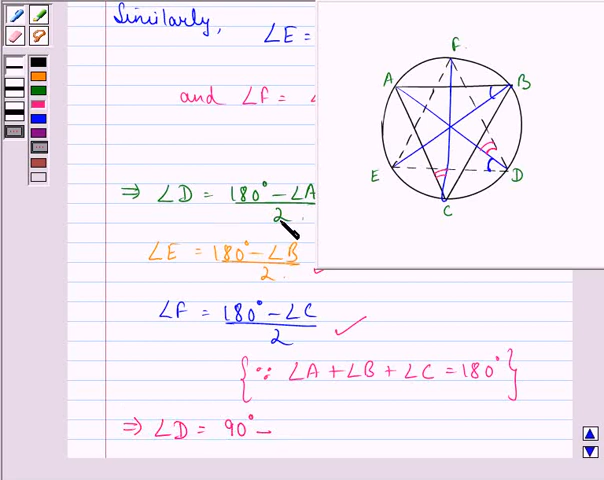 Similarly,
∠E =
and ∠F = ∠
⇒ ∠D = 180° − ∠A
2
∠E = 180° − ∠B
2
∠F = 180° − ∠C
2
{∵ ∠A + ∠B + ∠C = 180°}
⇒ ∠D = 90° −
F
A
B
E
D
C